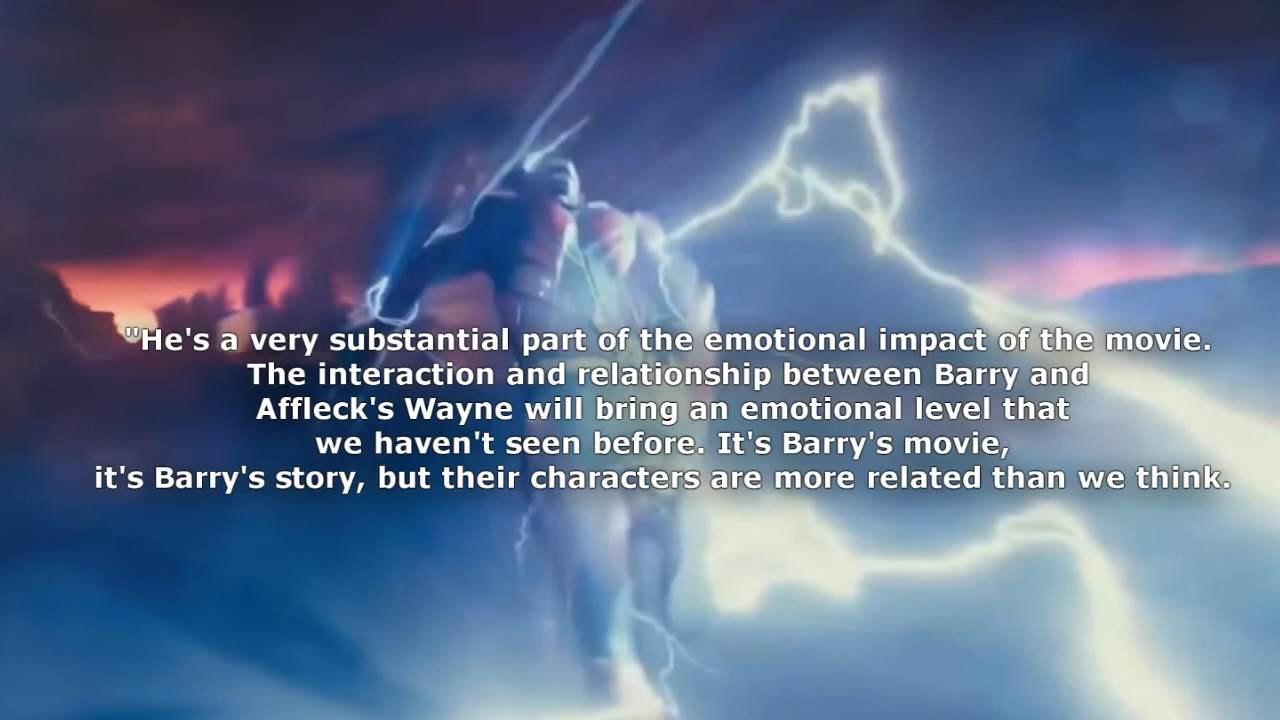 "He's a very substantial part of the emotional impact of the movie.
The interaction and relationship between Barry and
Affleck's Wayne will bring an emotional level that
we haven't seen before. It's Barry's movie,
it's Barry's story, but their characters are more related than we think.